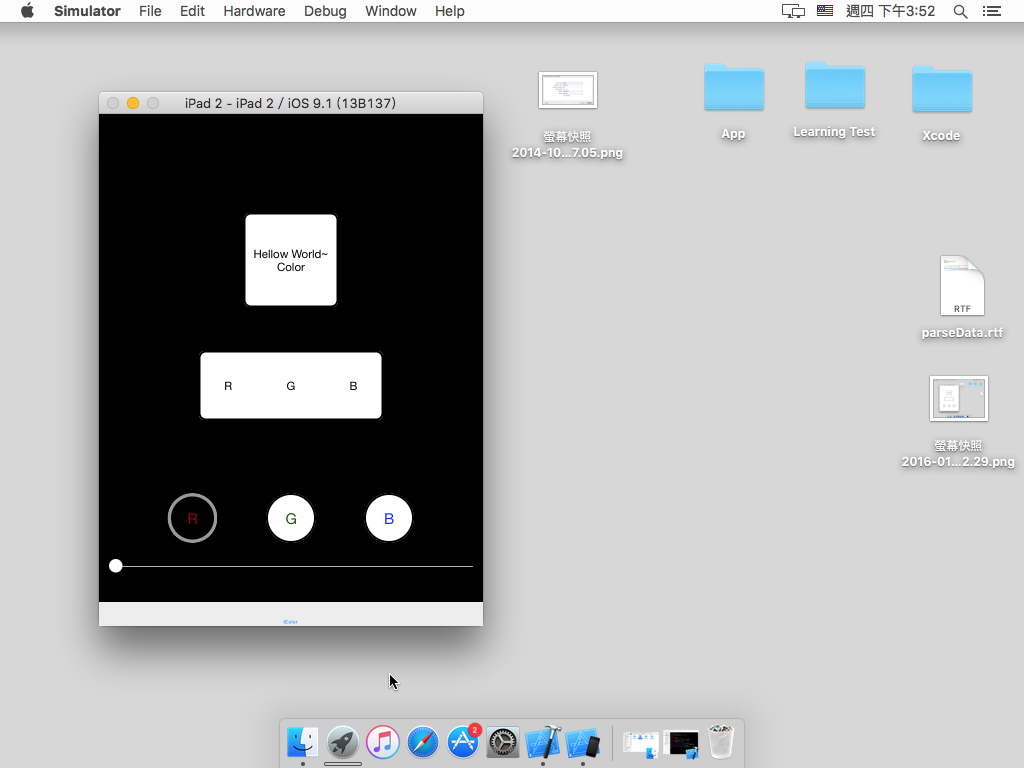 Simulator File Edit Hardware Debug Window Help 週四 下午3:52
iPad 2 - iPad 2 / iOS 9.1 (13B137)
Hellow World~
Color
R G B
R G B
iColor
螢幕快照
2014-10...7.05.png
App
Learning Test
Xcode
RTF
parseData.rtf
螢幕快照
2016-01...2.29.png
2